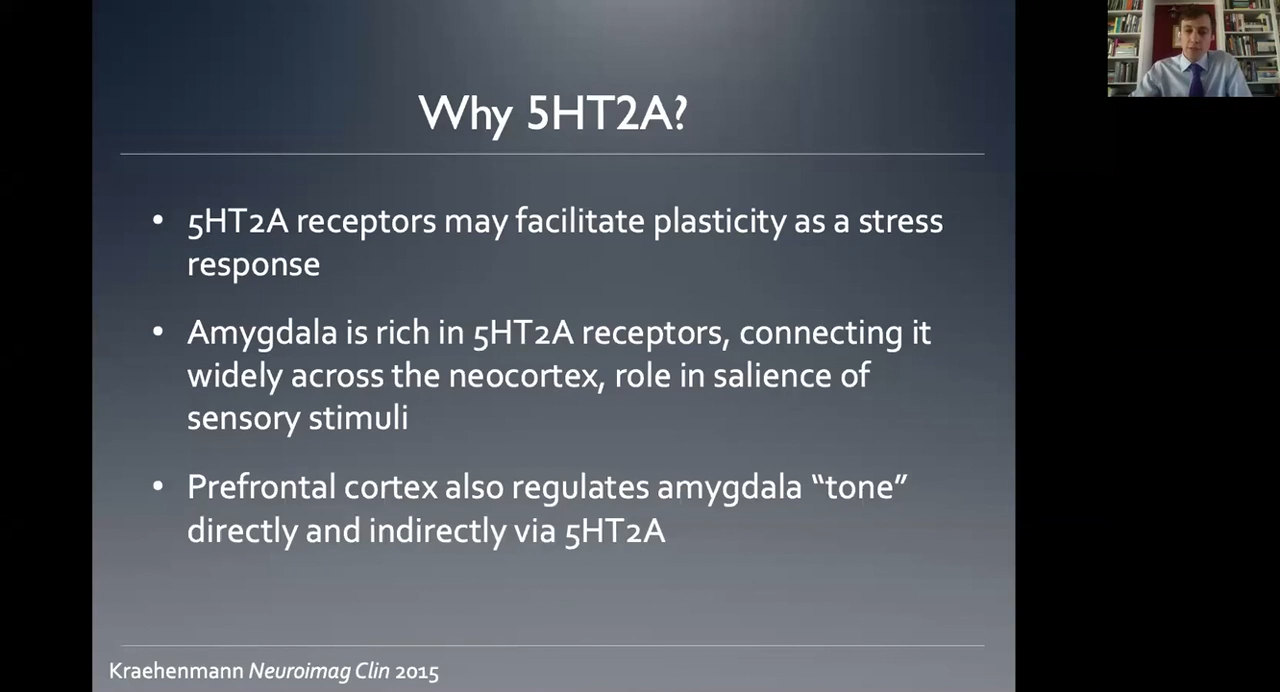 Why 5HT2A?
• 5HT2A receptors may facilitate plasticity as a stress
response
• Amygdala is rich in 5HT2A receptors, connecting it
widely across the neocortex, role in salience of
sensory stimuli
• Prefrontal cortex also regulates amygdala “tone”
directly and indirectly via 5HT2A
Kraehenmann Neuroimag Clin 2015